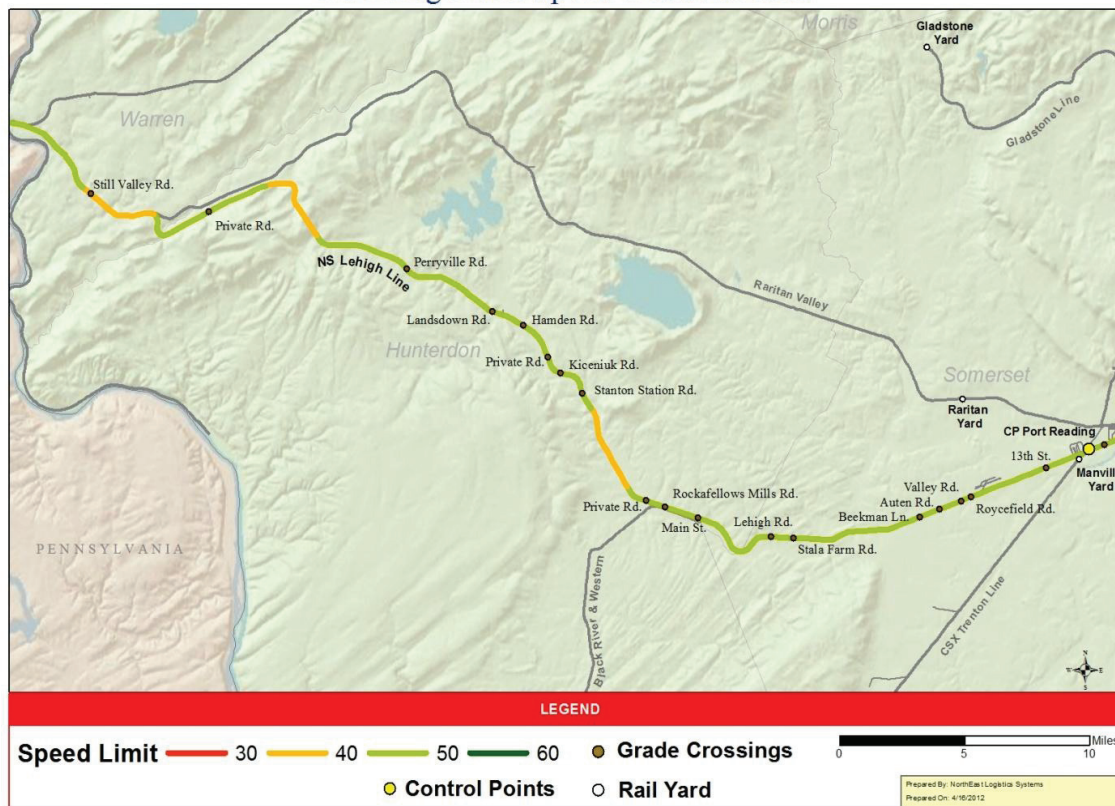 Morris
Gladstone
Yard
Gladstone Line
Warren
Still Valley Rd.
Private Rd.
NS Lehigh Line
Perryville Rd.
Landsdown Rd.
Hamden Rd.
Raritan Valley
Hunterdon
Private Rd.
Kiceniuk Rd.
Stanton Station Rd.
Somerset
Raritan
Yard
CP Port Reading
13th St.
Manvill
Yard
Valley Rd.
Auten Rd.
Roycefield Rd.
Beekman Ln.
Private Rd.
Rockafellows Mills Rd.
Main St.
Lehigh Rd.
Stala Farm Rd.
PENNSYLVANIA
Black River & Western
CSX Trenton Line
N
W
E
S
LEGEND
Speed Limit 30 40 50 60
Grade Crossings
Control Points
Rail Yard
0 5 10 Miles
Prepared By: NorthEast Logistics Systems
Prepared On: 4/16/2012